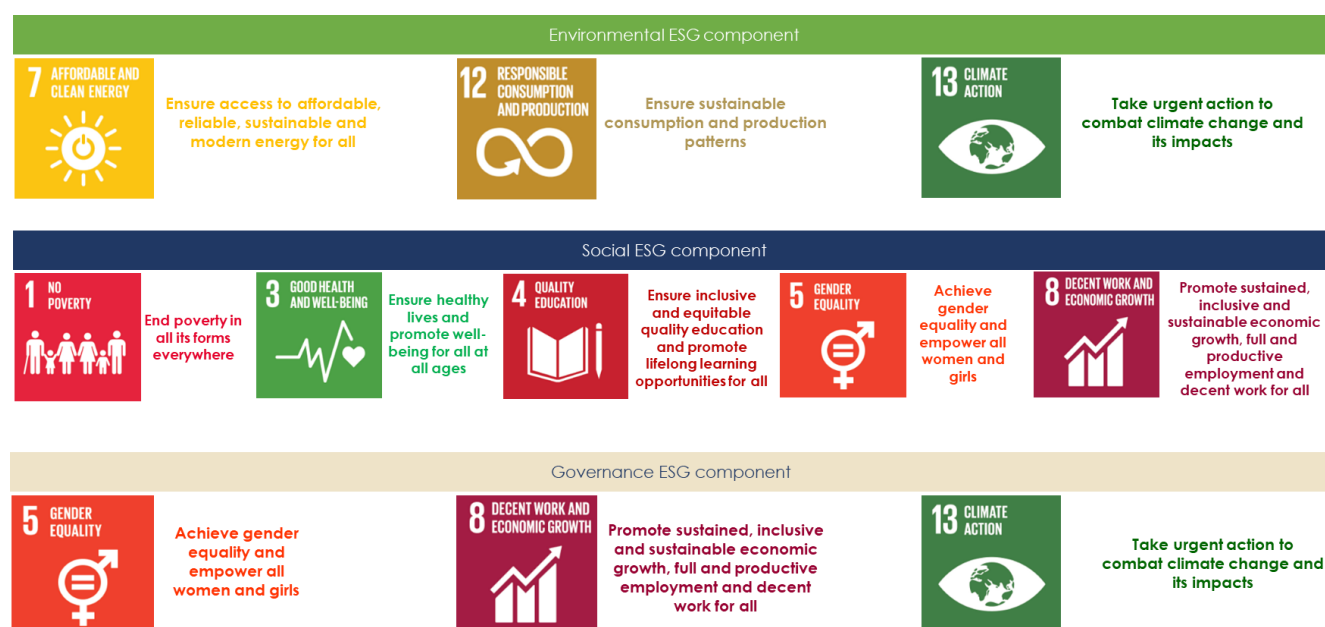 Environmental ESG component
7 AFFORDABLE AND
CLEAN ENERGY
Ensure access to affordable,
reliable, sustainable and
modern energy for all
12 RESPONSIBLE
CONSUMPTION
AND PRODUCTION
Ensure sustainable
consumption and production
patterns
13 CLIMATE
ACTION
Take urgent action to
combat climate change and
its impacts
Social ESG component
1 NO
POVERTY
End poverty in
all its forms
everywhere
3 GOOD HEALTH
AND WELL-BEING
Ensure healthy
lives and
promote well-
being for all at
all ages
4 QUALITY
EDUCATION
Ensure inclusive
and equitable
quality education
and promote
lifelong learning
opportunities for all
5 GENDER
EQUALITY
Achieve
gender
equality and
empower all
women and
girls
8 DECENT WORK AND
ECONOMIC GROWTH
Promote sustained,
inclusive and
sustainable economic
growth, full and
productive
employment and
decent work for all
Governance ESG component
5 GENDER
EQUALITY
Achieve gender
equality and
empower all
women and girls
8 DECENT WORK AND
ECONOMIC GROWTH
Promote sustained, inclusive
and sustainable economic
growth, full and productive
employment and decent
work for all
13 CLIMATE
ACTION
Take urgent action to
combat climate change and
its impacts